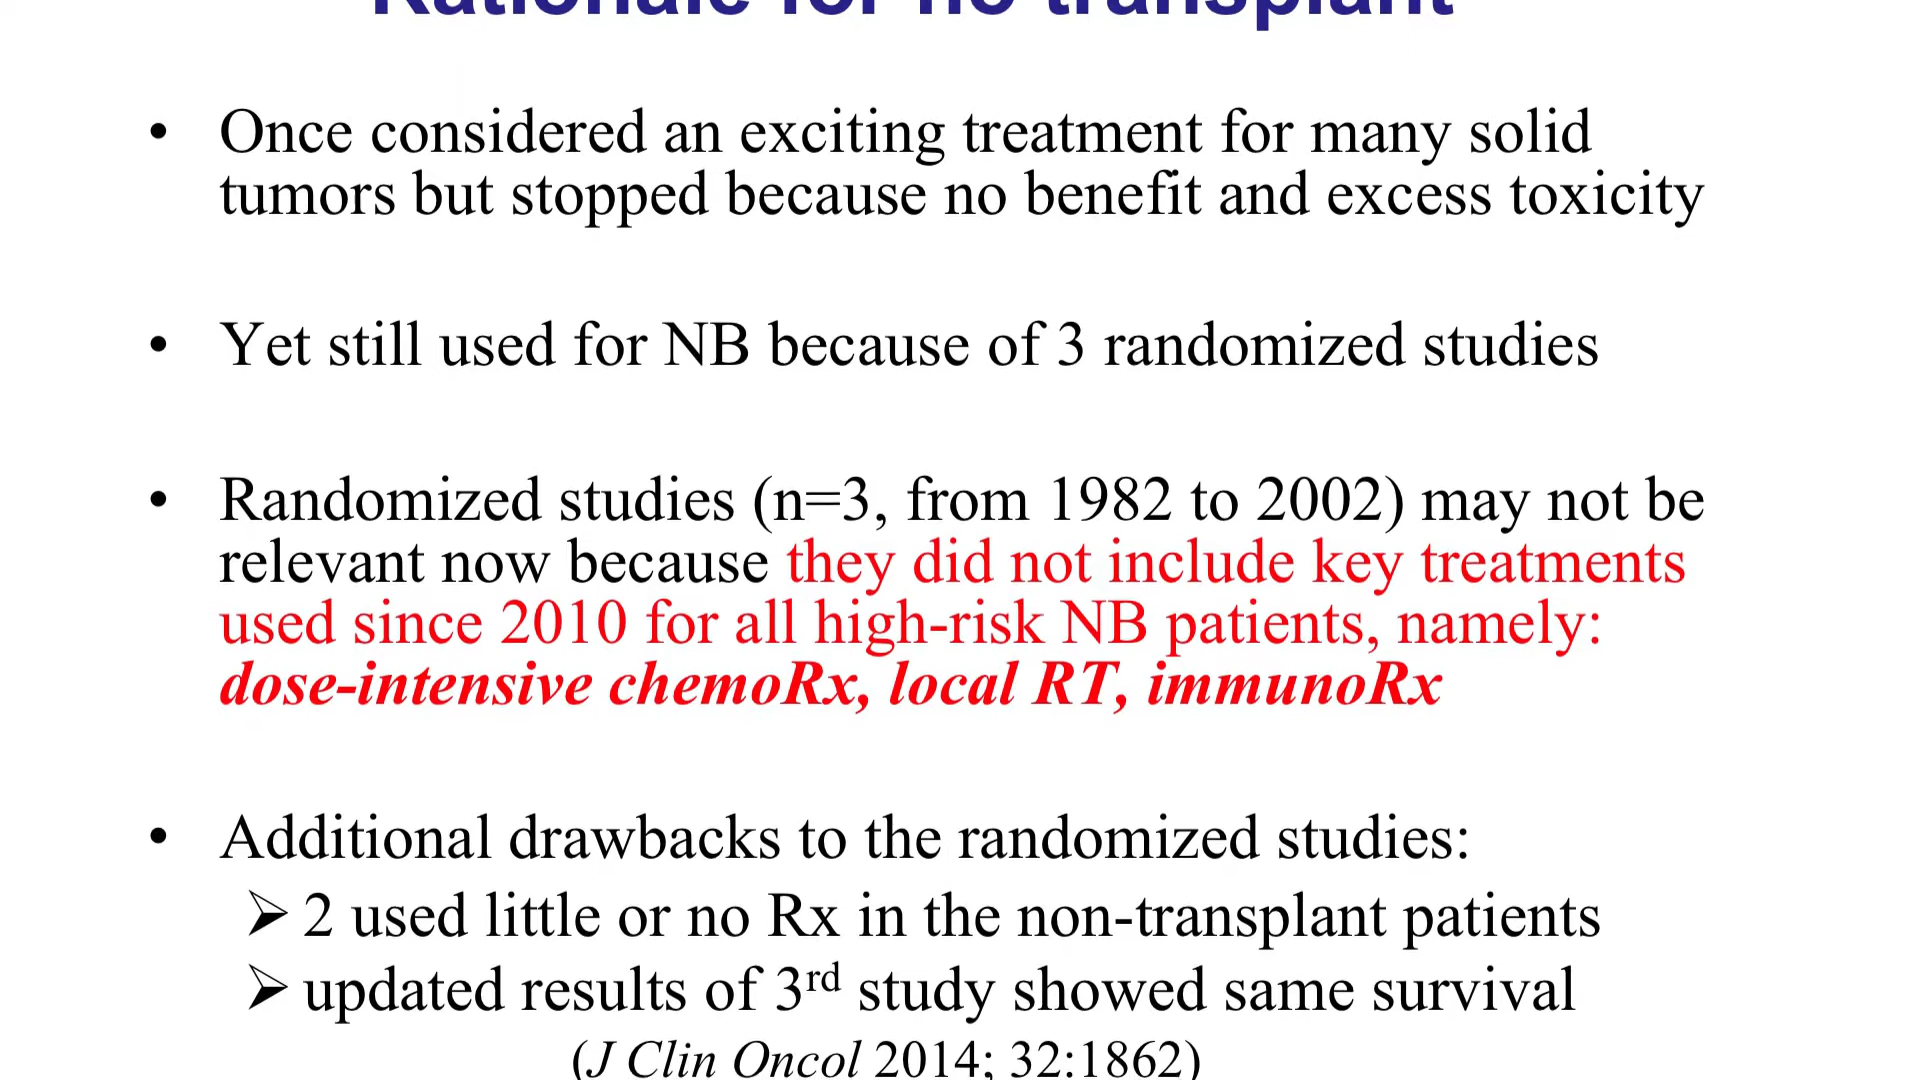 Rationale for no transplant
• Once considered an exciting treatment for many solid
tumors but stopped because no benefit and excess toxicity
• Yet still used for NB because of 3 randomized studies
• Randomized studies (n=3, from 1982 to 2002) may not be
relevant now because they did not include key treatments
used since 2010 for all high-risk NB patients, namely:
dose-intensive chemoRx, local RT, immunoRx
• Additional drawbacks to the randomized studies:
➢ 2 used little or no Rx in the non-transplant patients
➢ updated results of 3rd study showed same survival
(J Clin Oncol 2014; 32:1862)